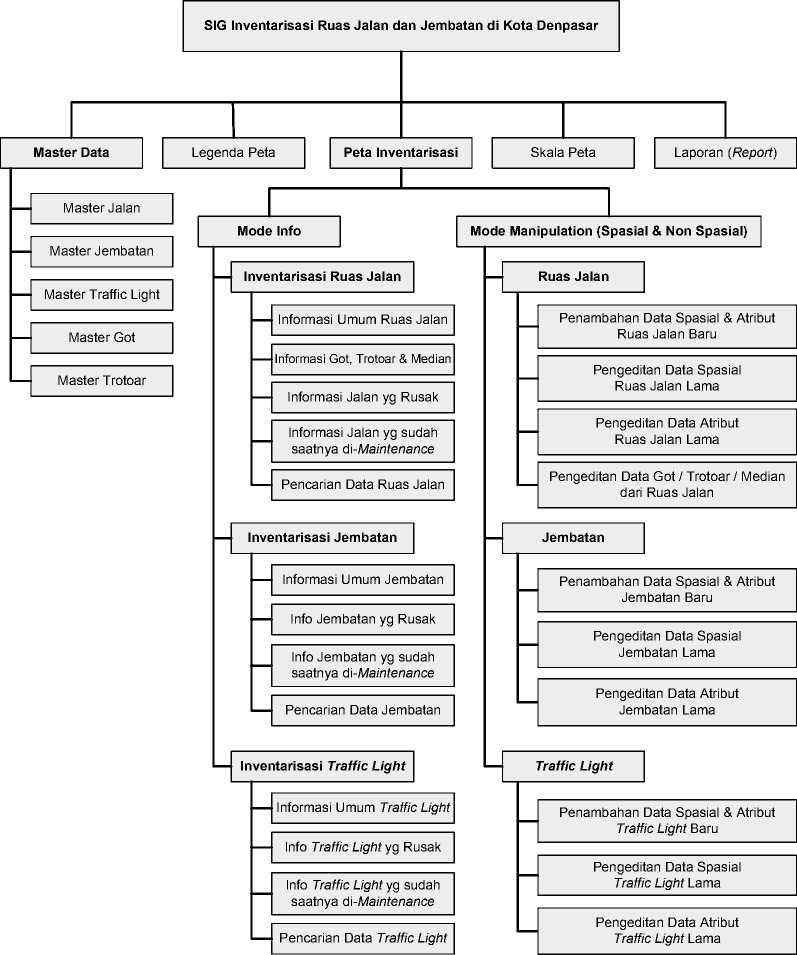 SIG Inventarisasi Ruas Jalan dan Jembatan di Kota Denpasar
Master Data
Legenda Peta
Peta Inventarisasi
Skala Peta
Laporan (Report)
Master Jalan
Master Jembatan
Master Traffic Light
Master Got
Master Trotoar
Mode Info
Inventarisasi Ruas Jalan
Informasi Umum Ruas Jalan
Informasi Got, Trotoar & Median
Informasi Jalan yg Rusak
Informasi Jalan yg sudah
saatnya di-Maintenance
Pencarian Data Ruas Jalan
Inventarisasi Jembatan
Informasi Umum Jembatan
Info Jembatan yg Rusak
Info Jembatan yg sudah
saatnya di-Maintenance
Pencarian Data Jembatan
Inventarisasi Traffic Light
Informasi Umum Traffic Light
Info Traffic Light yg Rusak
Info Traffic Light yg sudah
saatnya di-Maintenance
Pencarian Data Traffic Light
Mode Manipulation (Spasial & Non Spasial)
Ruas Jalan
Penambahan Data Spasial & Atribut
Ruas Jalan Baru
Pengeditan Data Spasial
Ruas Jalan Lama
Pengeditan Data Atribut
Ruas Jalan Lama
Pengeditan Data Got / Trotoar / Median
dari Ruas Jalan
Jembatan
Penambahan Data Spasial & Atribut
Jembatan Baru
Pengeditan Data Spasial
Jembatan Lama
Pengeditan Data Atribut
Jembatan Lama
Traffic Light
Penambahan Data Spasial & Atribut
Traffic Light Baru
Pengeditan Data Spasial
Traffic Light Lama
Pengeditan Data Atribut
Traffic Light Lama